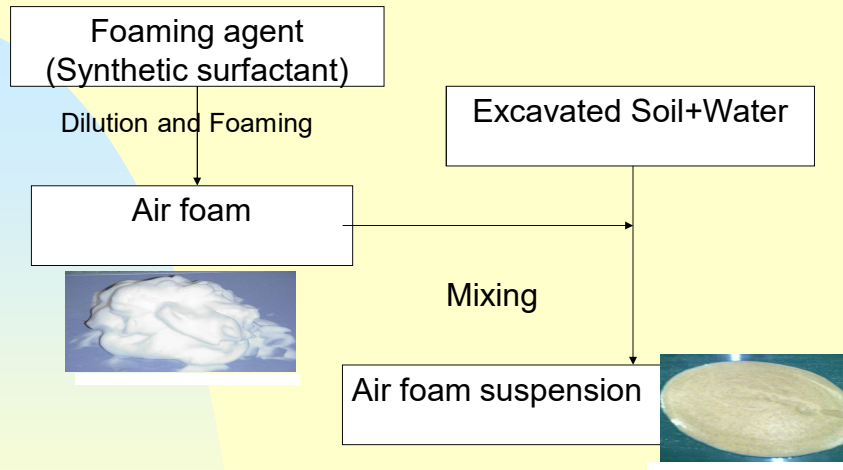 Foaming agent
(Synthetic surfactant)
Dilution and Foaming
Excavated Soil+Water
Air foam
Mixing
Air foam suspension